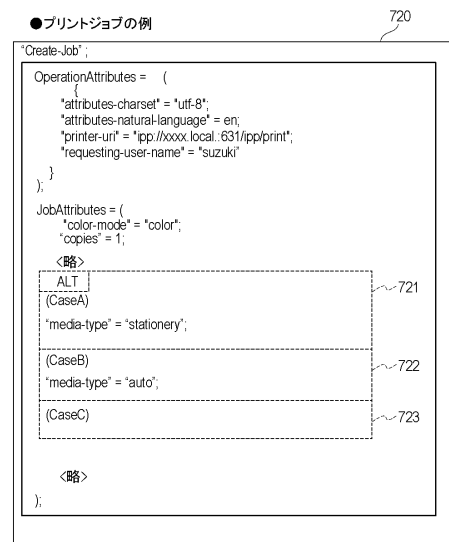 ●プリントジョブの例
720
"Create-Job" ;
OperationAttributes = (
{
"attributes-charset" = "utf-8";
"attributes-natural-language" = en;
"printer-uri" = "ipp://xxxx.local.:631/ipp/print";
"requesting-user-name" = "suzuki"
}
);
JobAttributes = (
"color-mode" = "color";
"copies" = 1;
<略>
ALT
721
(CaseA)
"media-type" = "stationery";
(CaseB)
722
"media-type" = "auto";
(CaseC)
723
<略>
);